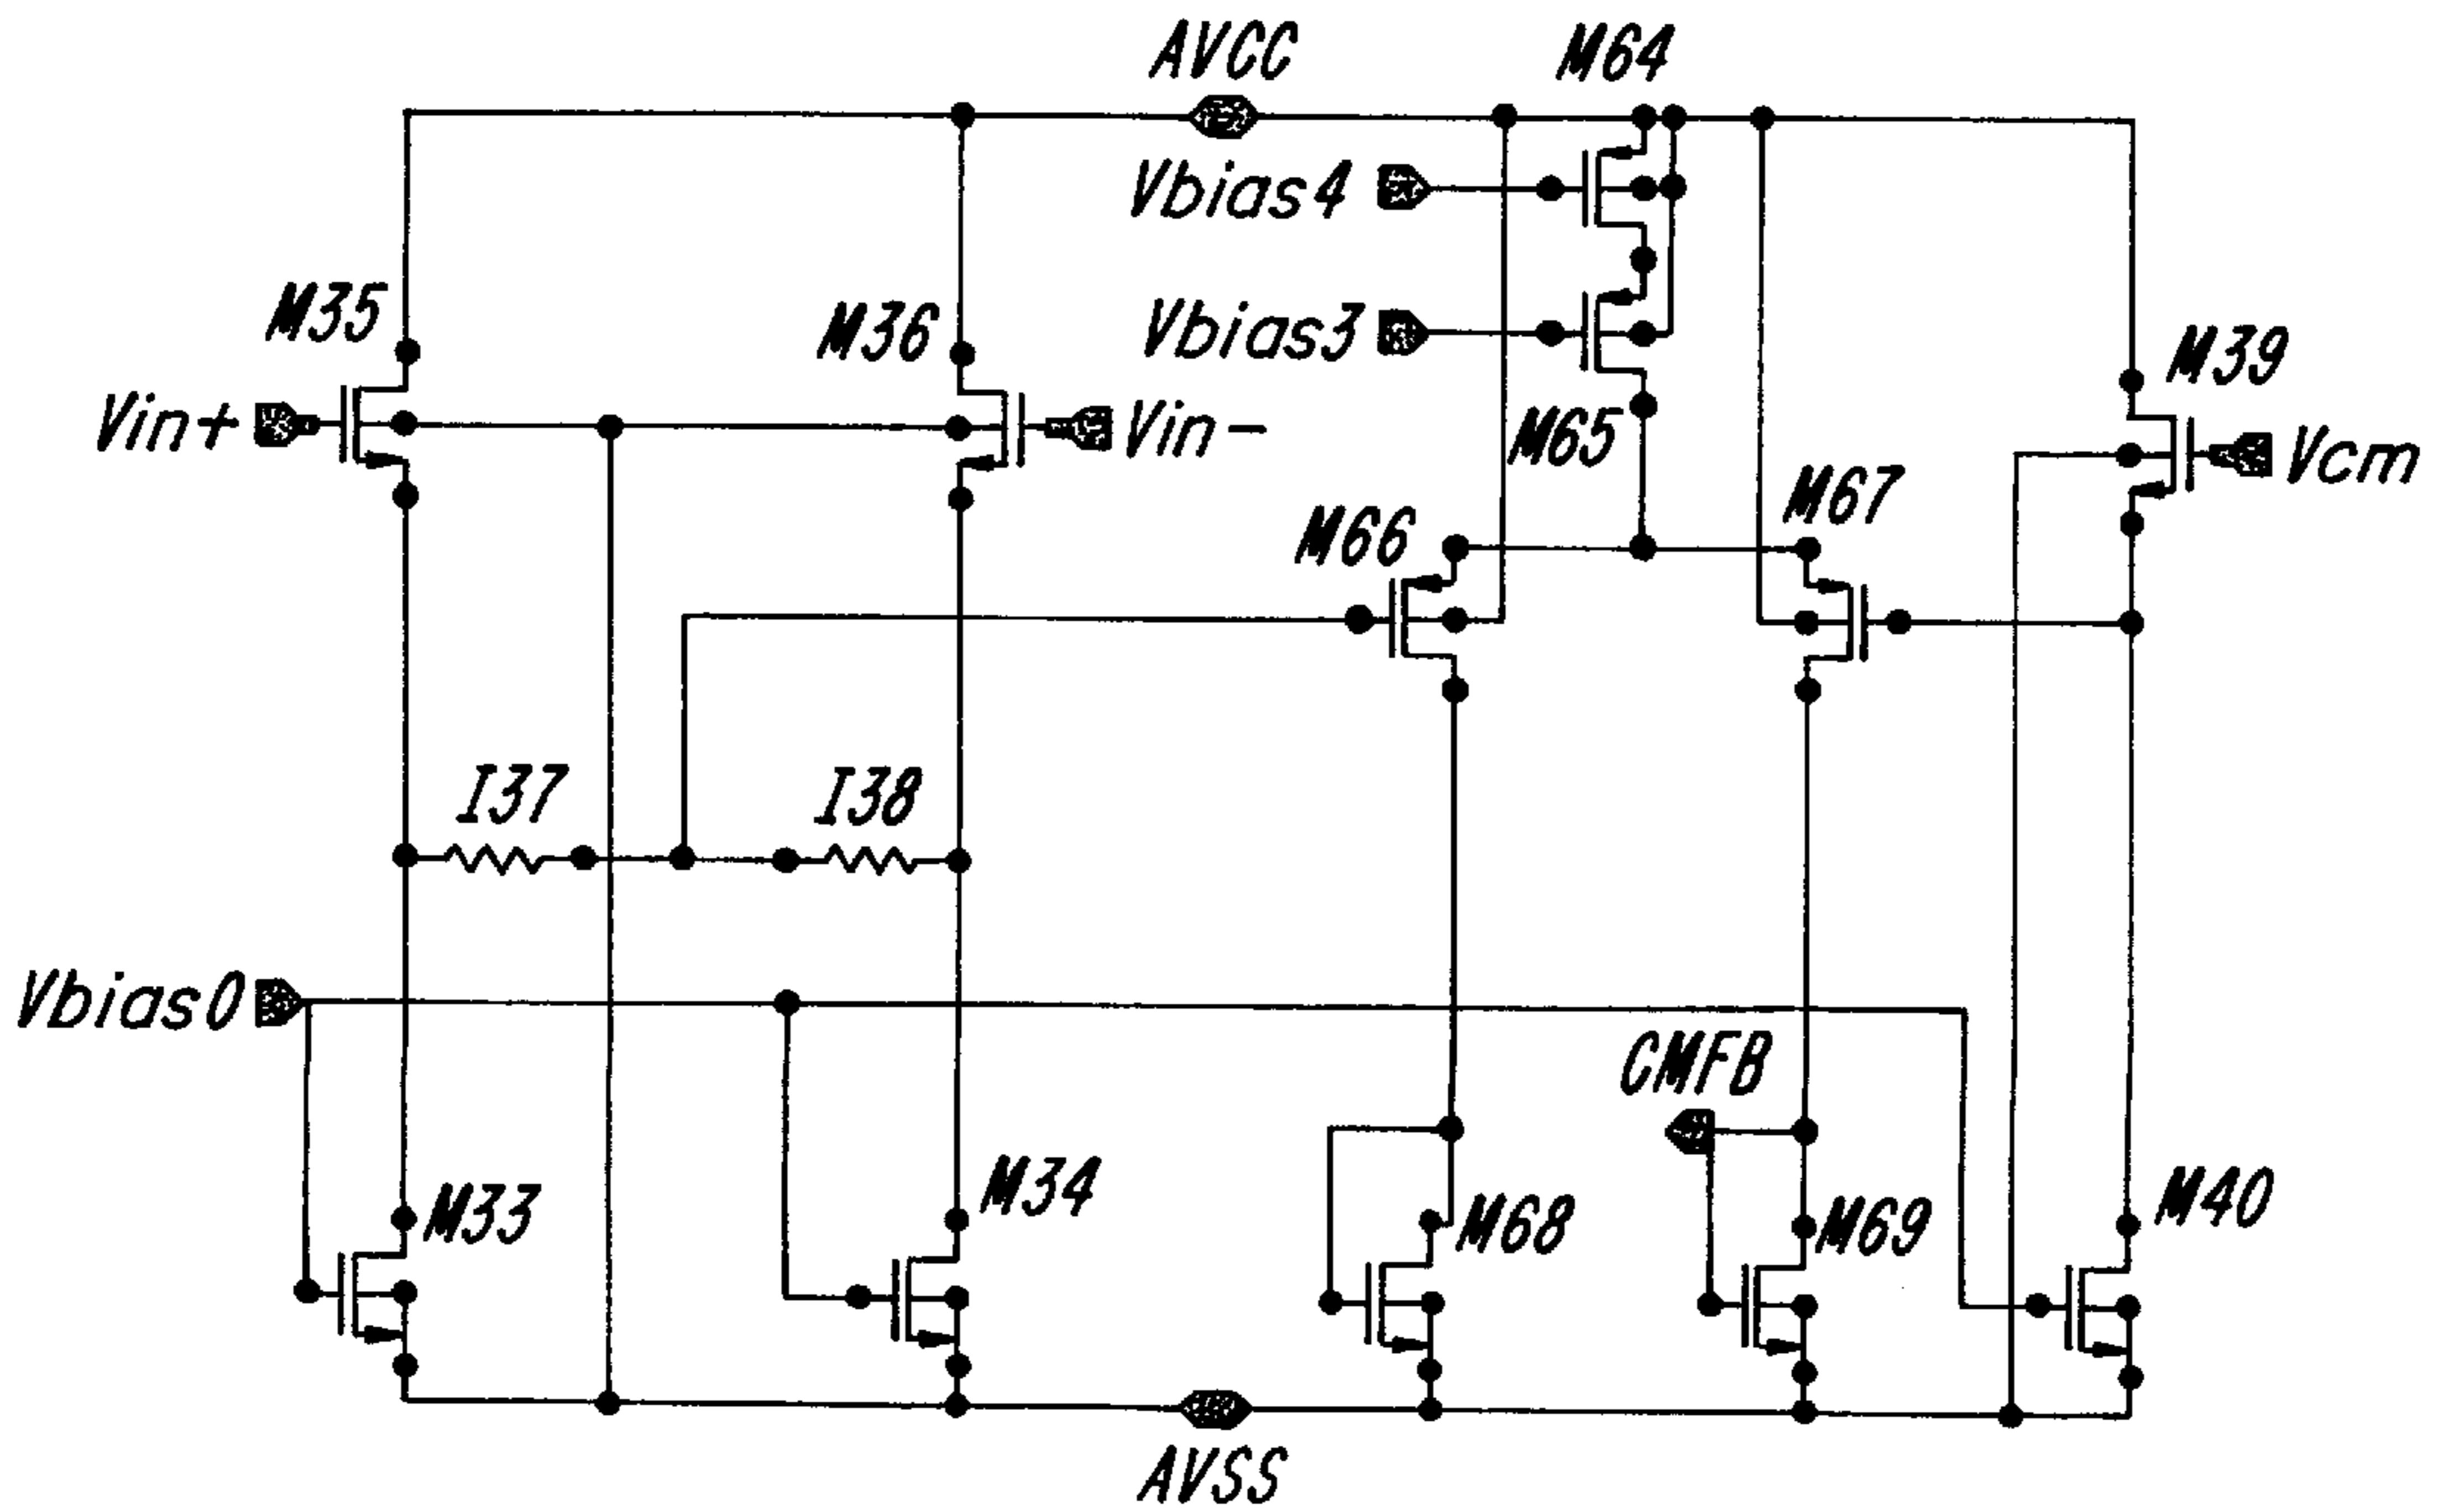 AVCC
M64
Vbias4
M35
M36
Vbias3
M39
Vin+
Vin-
M65
Vcm
M67
M66
I37
I38
Vbias0
CMFB
M33
M34
M68
M69
M40
AVSS